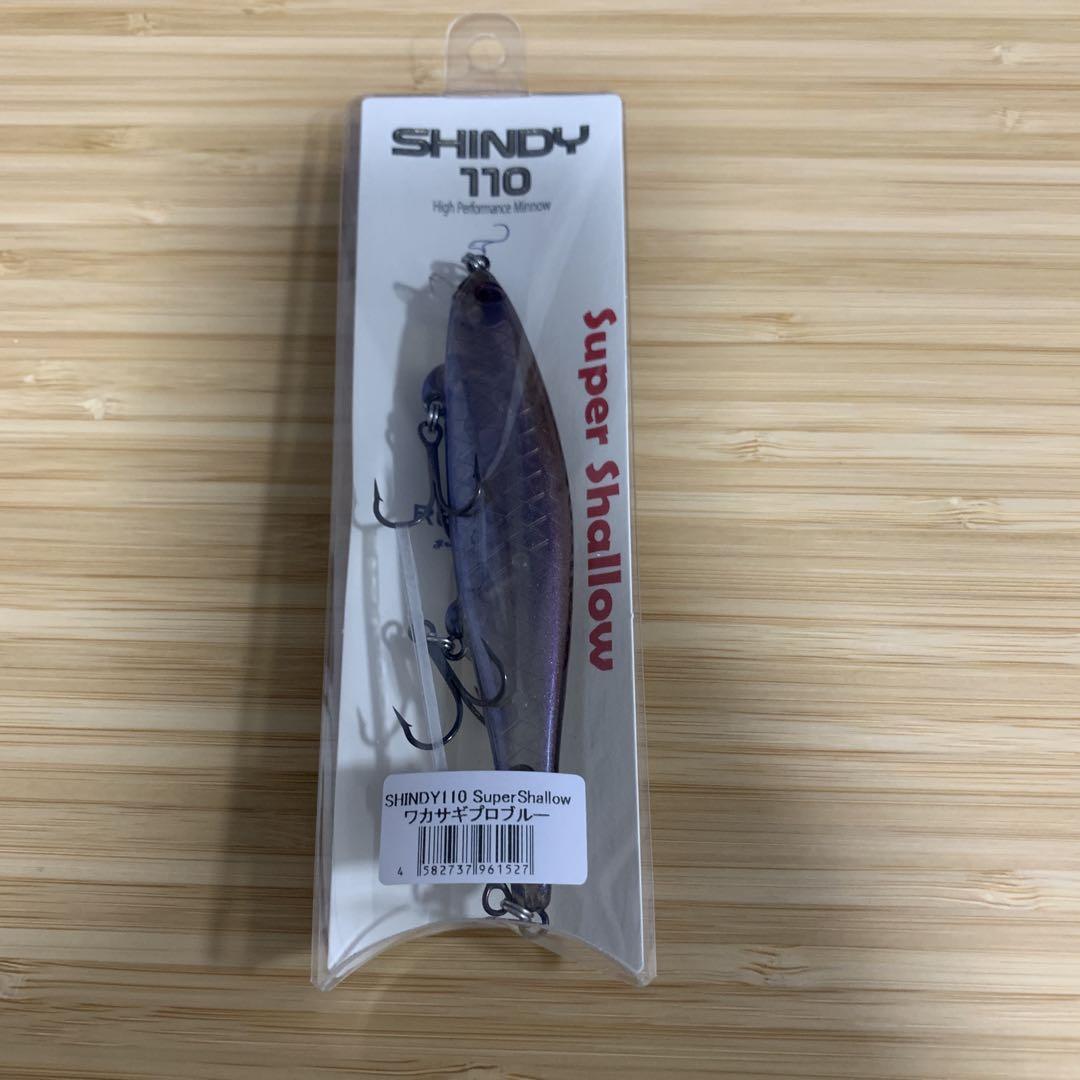 SHINDY
110
High Performance Minnow
Super Shallow
SHINDY110 SuperShallow
ワカサギプロブルー
4 582737 961527